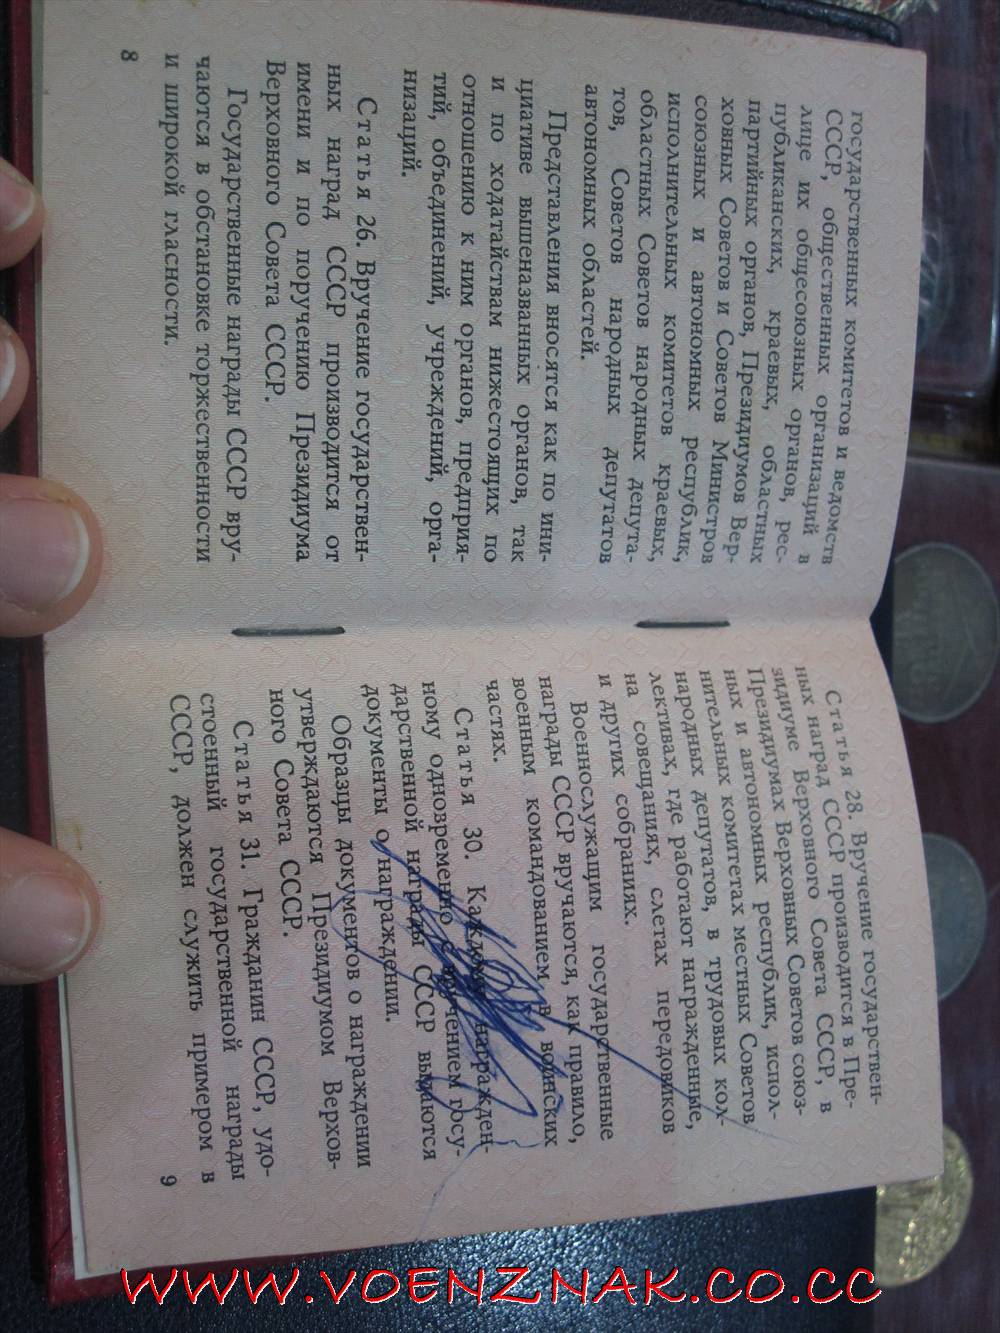 государственных комитетов и ведомств
СССР, общественных организаций в
лице их общесоюзных органов, рес-
публиканских, краевых, областных
партийных органов, Президиумов Вер-
ховных Советов и Советов Министров
союзных и автономных республик,
исполнительных комитетов краевых,
областных Советов народных депута-
тов, Советов народных депутатов
автономных областей.
Представления вносятся как по ини-
циативе вышеназванных органов, так
и по ходатайствам нижестоящих по
отношению к ним органов, предприя-
тий, объединений, учреждений, орга-
низаций.
Статья 26. Вручение государствен-
ных наград СССР производится от
имени и по поручению Президиума
Верховного Совета СССР.
Государственные награды СССР вру-
чаются в обстановке торжественности
и широкой гласности.
8
Статья 28. Вручение государствен-
ных наград СССР производится в Пре-
зидиуме Верховного Совета СССР, в
Президиумах Верховных Советов союз-
ных и автономных республик, испол-
нительных комитетах местных Советов
народных депутатов, в трудовых кол-
лективах, где работают награжденные,
на совещаниях, слетах передовиков
и других собраниях.
Военнослужащим государственные
награды СССР вручаются, как правило,
военным командованием в воинских
частях.
Статья 30. Каждому награжден-
ному одновременно с вручением госу-
дарственной награды СССР выдаются
документы о награждении.
Образцы документов о награждении
утверждаются Президиумом Верхов-
ного Совета СССР.
Статья 31. Гражданин СССР, удо-
стоенный государственной награды
СССР, должен служить примером в
9
WWW.VOENZNAK.CO.CC